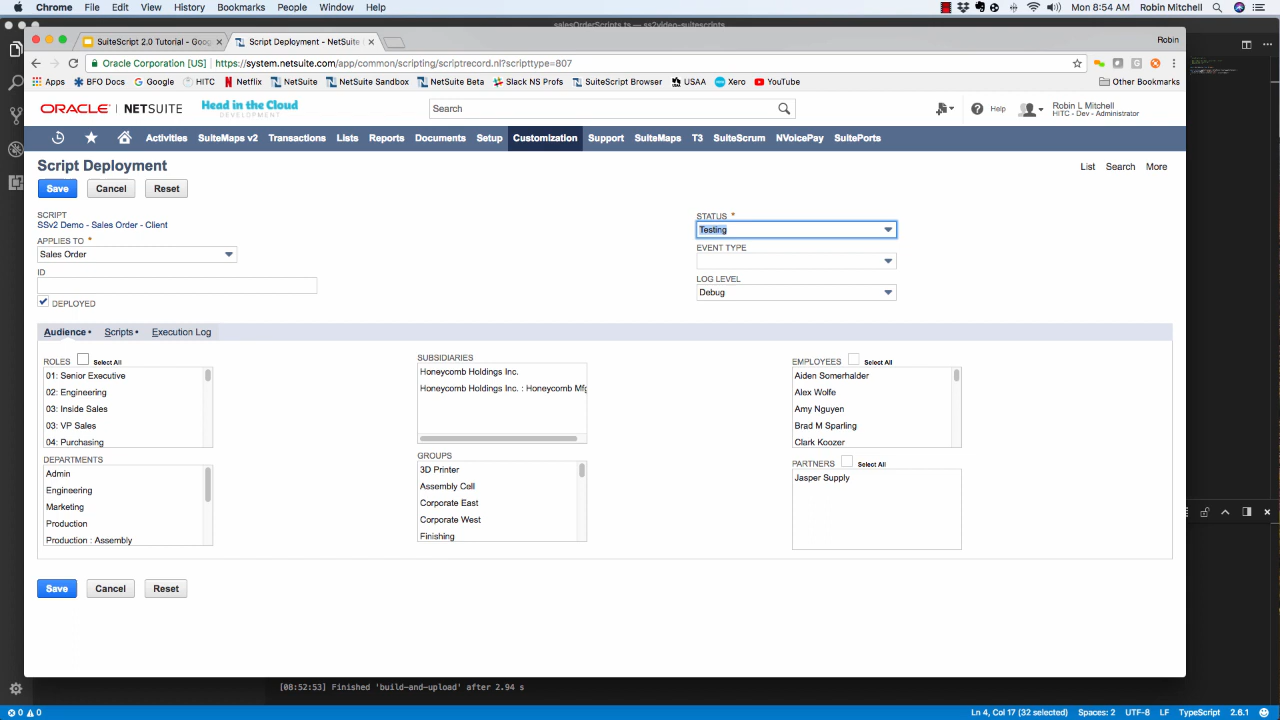 Chrome File Edit View History Bookmarks People Window Help
Mon 8:54 AM Robin Mitchell
salesOrderScripts.ts — ss2video-suitescripts
SuiteScript 2.0 Tutorial - Goog
Script Deployment - NetSuite
Robin
Oracle Corporation [US] https://system.netsuite.com/app/common/scripting/scriptrecord.nl?scripttype=807
Apps BFO Docs Google HITC Netflix NetSuite NetSuite Sandbox NetSuite Beta Slacking Off Profs SuiteScript Browser USAA Xero YouTube Other Bookmarks
ORACLE NETSUITE
Head in the Cloud
DEVELOPMENT
Search
Help
Robin L Mitchell
HITC - Dev - Administrator
Activities SuiteMaps v2 Transactions Lists Reports Documents Setup Customization Support SuiteMaps T3 SuiteScrum NVoicePay SuitePorts
Script Deployment
List Search More
Save Cancel Reset
SCRIPT
SSv2 Demo - Sales Order - Client
APPLIES TO *
Sales Order
ID
DEPLOYED
STATUS *
Testing
EVENT TYPE
LOG LEVEL
Debug
Audience • Scripts • Execution Log
ROLES Select All
01: Senior Executive
02: Engineering
03: Inside Sales
03: VP Sales
04: Purchasing
DEPARTMENTS
Admin
Engineering
Marketing
Production
Production : Assembly
SUBSIDIARIES
Honeycomb Holdings Inc.
Honeycomb Holdings Inc. : Honeycomb Mfg
GROUPS
3D Printer
Assembly Cell
Corporate East
Corporate West
Finishing
EMPLOYEES Select All
Aiden Somerhalder
Alex Wolfe
Amy Nguyen
Brad M Sparling
Clark Koozer
PARTNERS Select All
Jasper Supply
Save Cancel Reset
[08:52:53] Finished 'build-and-upload' after 2.94 s
0 0
Ln 4, Col 17 (32 selected) Spaces: 2 UTF-8 LF TypeScript 2.6.1